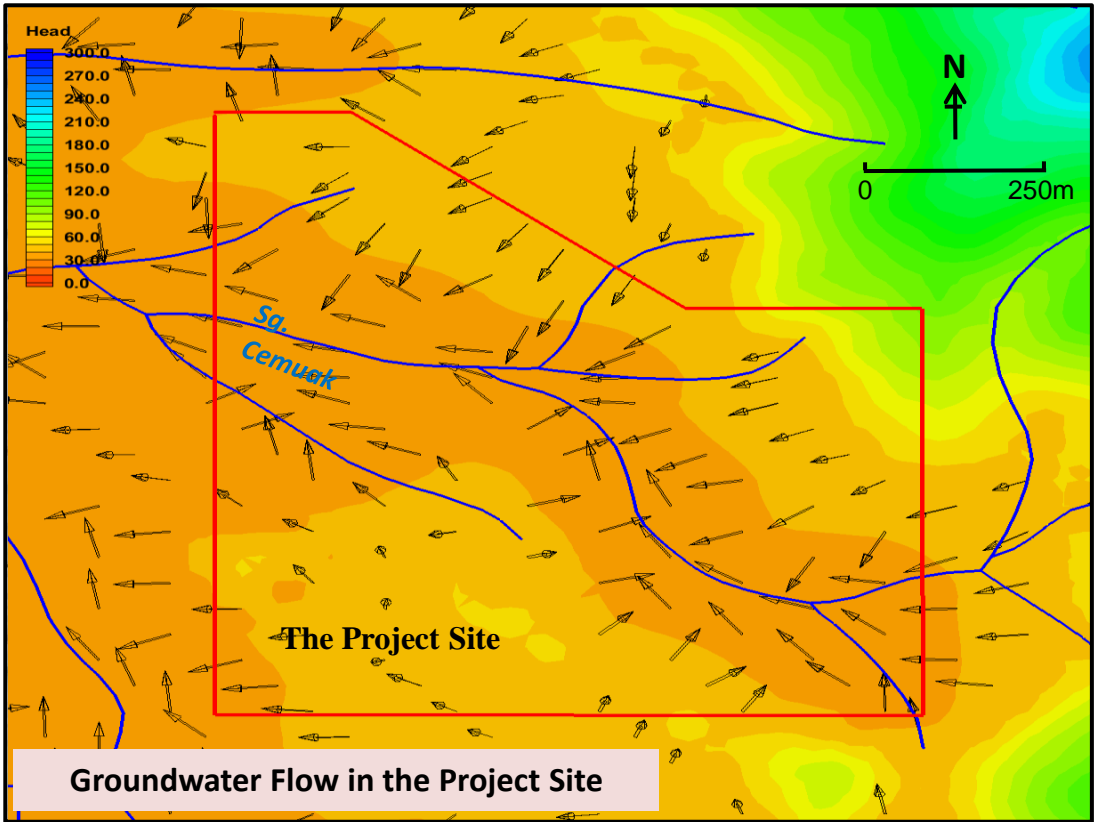 Head
300.0
270.0
240.0
210.0
180.0
150.0
120.0
90.0
60.0
30.0
0.0
N
0 250m
Sg.
Cemuak
The Project Site
Groundwater Flow in the Project Site